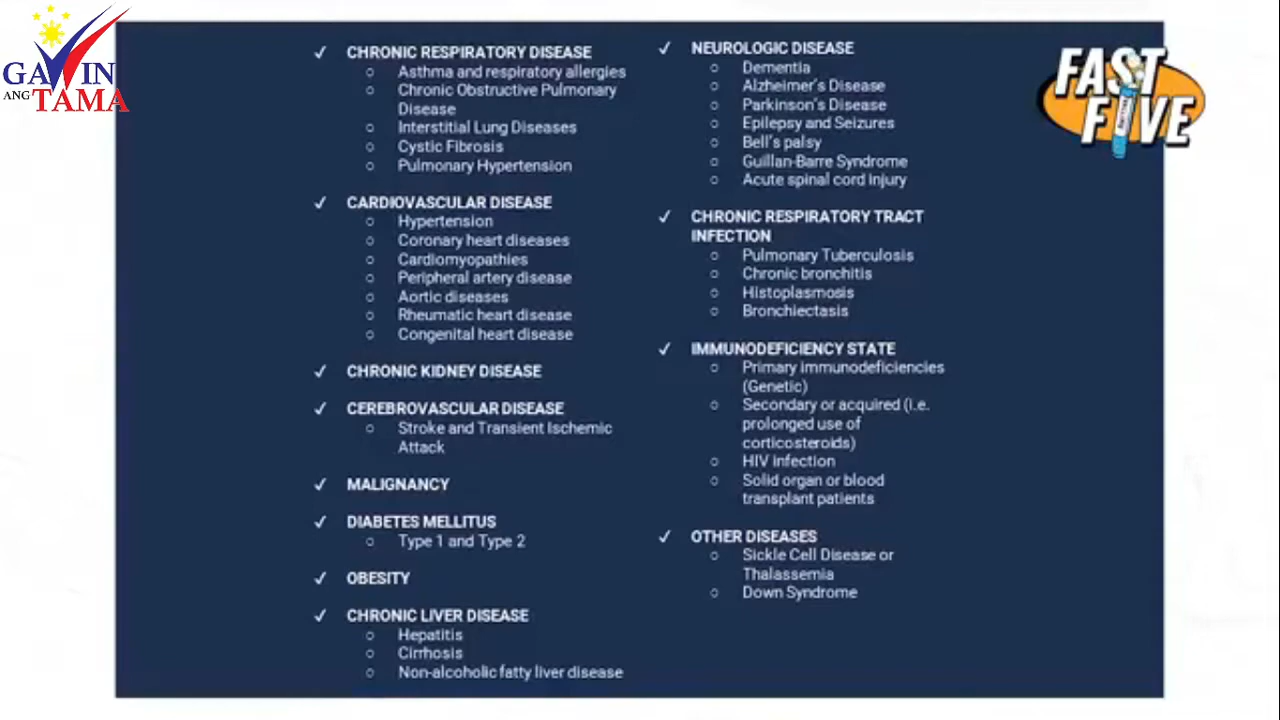 GAWIN
ANG TAMA
FAST
FIVE
✓ CHRONIC RESPIRATORY DISEASE
○ Asthma and respiratory allergies
○ Chronic Obstructive Pulmonary
Disease
○ Interstitial Lung Diseases
○ Cystic Fibrosis
○ Pulmonary Hypertension
✓ CARDIOVASCULAR DISEASE
○ Hypertension
○ Coronary heart diseases
○ Cardiomyopathies
○ Peripheral artery disease
○ Aortic diseases
○ Rheumatic heart disease
○ Congenital heart disease
✓ CHRONIC KIDNEY DISEASE
✓ CEREBROVASCULAR DISEASE
○ Stroke and Transient Ischemic
Attack
✓ MALIGNANCY
✓ DIABETES MELLITUS
○ Type 1 and Type 2
✓ OBESITY
✓ CHRONIC LIVER DISEASE
○ Hepatitis
○ Cirrhosis
○ Non-alcoholic fatty liver disease
✓ NEUROLOGIC DISEASE
○ Dementia
○ Alzheimer's Disease
○ Parkinson's Disease
○ Epilepsy and Seizures
○ Bell's palsy
○ Guillan-Barre Syndrome
○ Acute spinal cord injury
✓ CHRONIC RESPIRATORY TRACT
INFECTION
○ Pulmonary Tuberculosis
○ Chronic bronchitis
○ Histoplasmosis
○ Bronchiectasis
✓ IMMUNODEFICIENCY STATE
○ Primary immunodeficiencies
(Genetic)
○ Secondary or acquired (i.e.
prolonged use of
corticosteroids)
○ HIV infection
○ Solid organ or blood
transplant patients
✓ OTHER DISEASES
○ Sickle Cell Disease or
Thalassemia
○ Down Syndrome